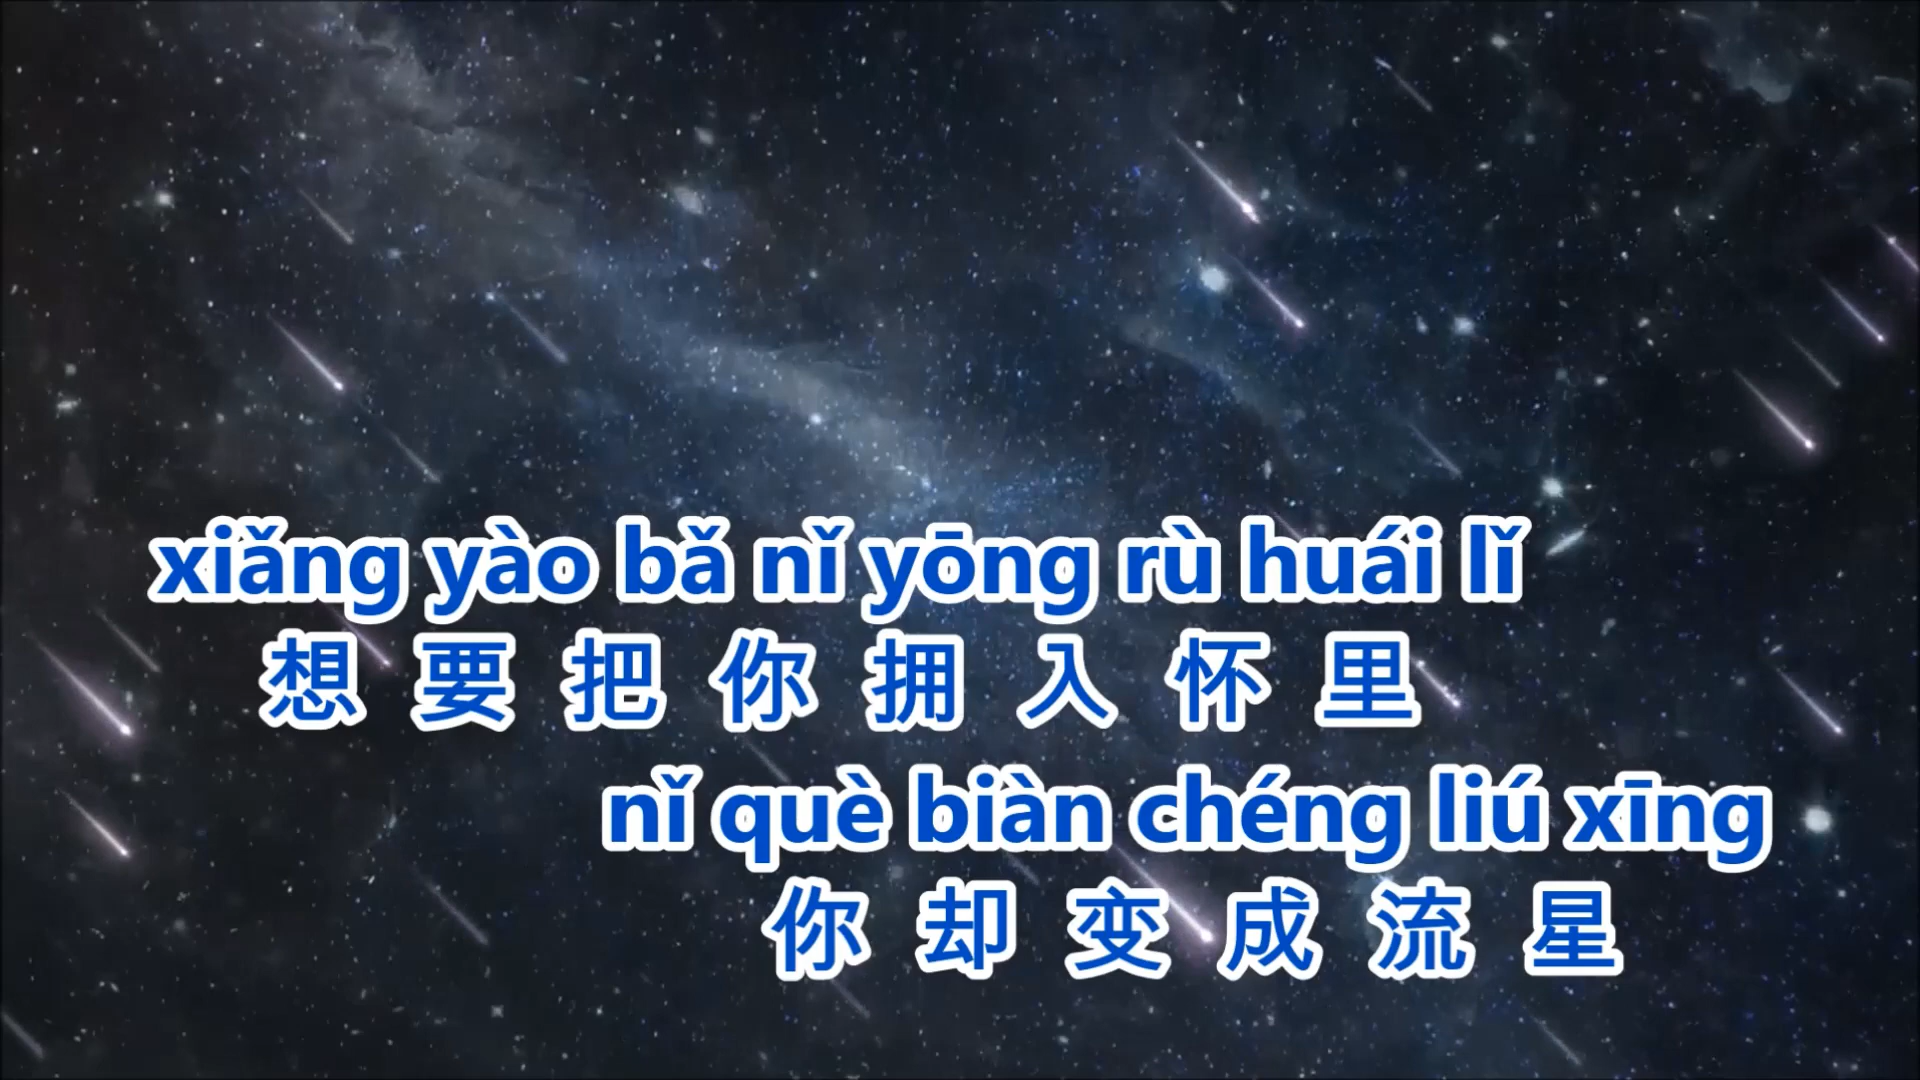 xiǎng yào bǎ nǐ yōng rù huái lǐ
想 要 把 你 拥 入 怀 里
nǐ què biàn chéng liú xīng
你 却 变 成 流 星